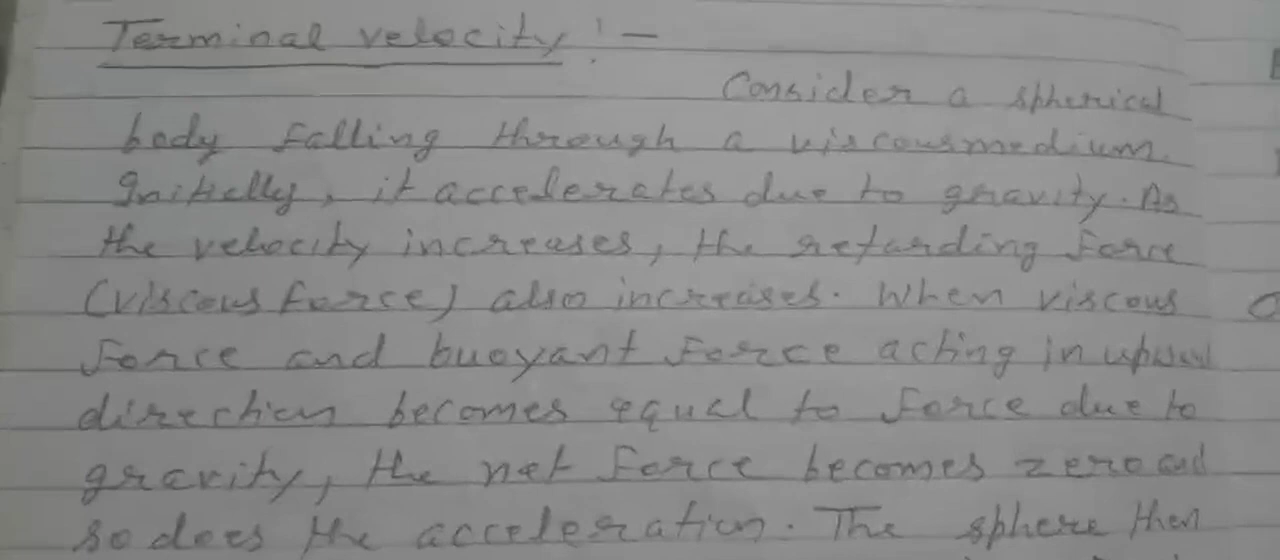 Terminal velocity :-
Consider a spherical
body falling through a viscous medium.
Initially, it accelerates due to gravity. As
the velocity increases, the retarding force
(viscous force) also increases. When viscous
force and buoyant force acting in upward
direction becomes equal to force due to
gravity, the net force becomes zero and
so does the acceleration. The sphere then